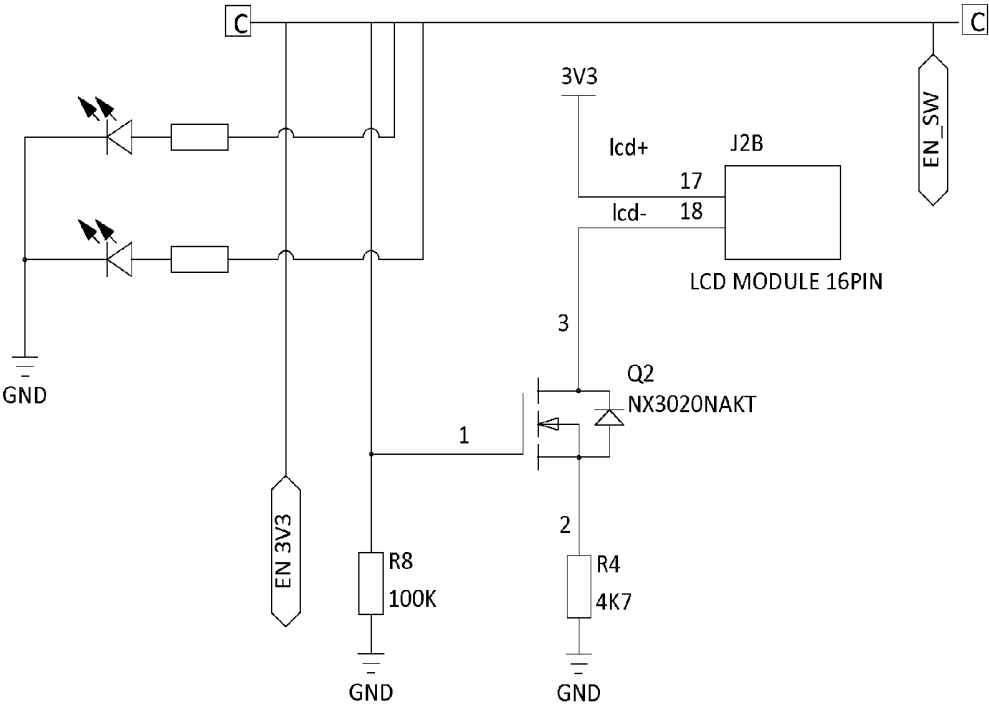 C
C
3V3
EN_SW
lcd+
J2B
17
lcd-
18
LCD MODULE 16PIN
3
GND
Q2
NX3020NAKT
1
EN 3V3
2
R8
100K
R4
4K7
GND
GND